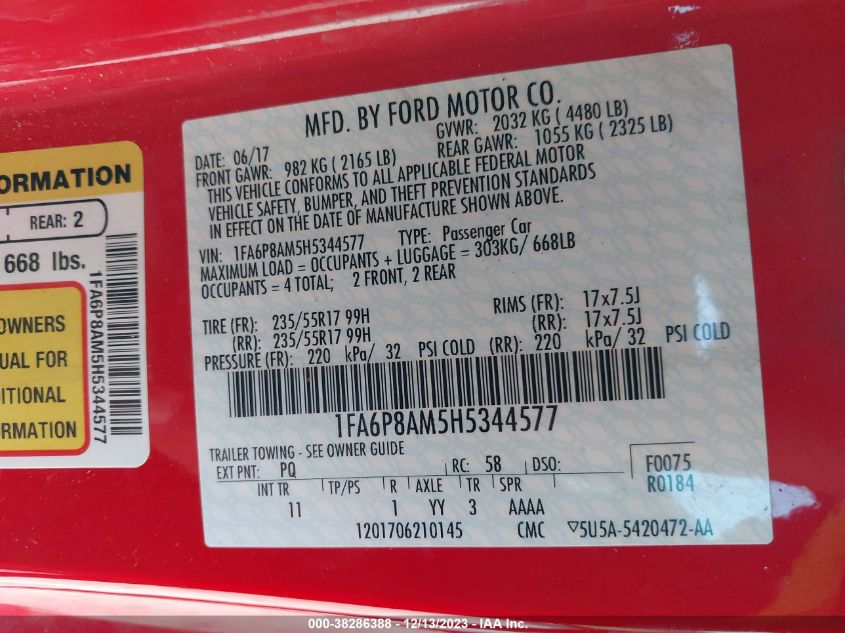 ORMATION
REAR: 2
668 lbs.
OWNERS
UAL FOR
DITIONAL
1FA6P8AM5H5344577
MFD. BY FORD MOTOR CO.
DATE: 06/17 GVWR: 2032 KG ( 4480 LB)
FRONT GAWR: 982 KG ( 2165 LB) REAR GAWR: 1055 KG ( 2325 LB)
THIS VEHICLE CONFORMS TO ALL APPLICABLE FEDERAL MOTOR
VEHICLE SAFETY, BUMPER, AND THEFT PREVENTION STANDARDS
IN EFFECT ON THE DATE OF MANUFACTURE SHOWN ABOVE.
VIN: 1FA6P8AM5H5344577 TYPE: Passenger Car
MAXIMUM LOAD = OCCUPANTS + LUGGAGE = 303KG/ 668LB
OCCUPANTS = 4 TOTAL; 2 FRONT, 2 REAR
TIRE (FR): 235/55R17 99H RIMS (FR): 17x7.5J
(RR): 235/55R17 99H (RR): 17x7.5J
PRESSURE (FR): 220 kPa/ 32 PSI COLD (RR): 220 kPa/ 32 PSI COLD
1FA6P8AM5H5344577
TRAILER TOWING - SEE OWNER GUIDE
EXT PNT: PQ RC: 58 DSO: F0075
INT TR TP/PS R AXLE TR SPR R0184
11 1 YY 3 AAAA
1201706210145 CMC ▽5U5A-5420472-AA
000-38286388 - 12/13/2023 - IAA Inc.